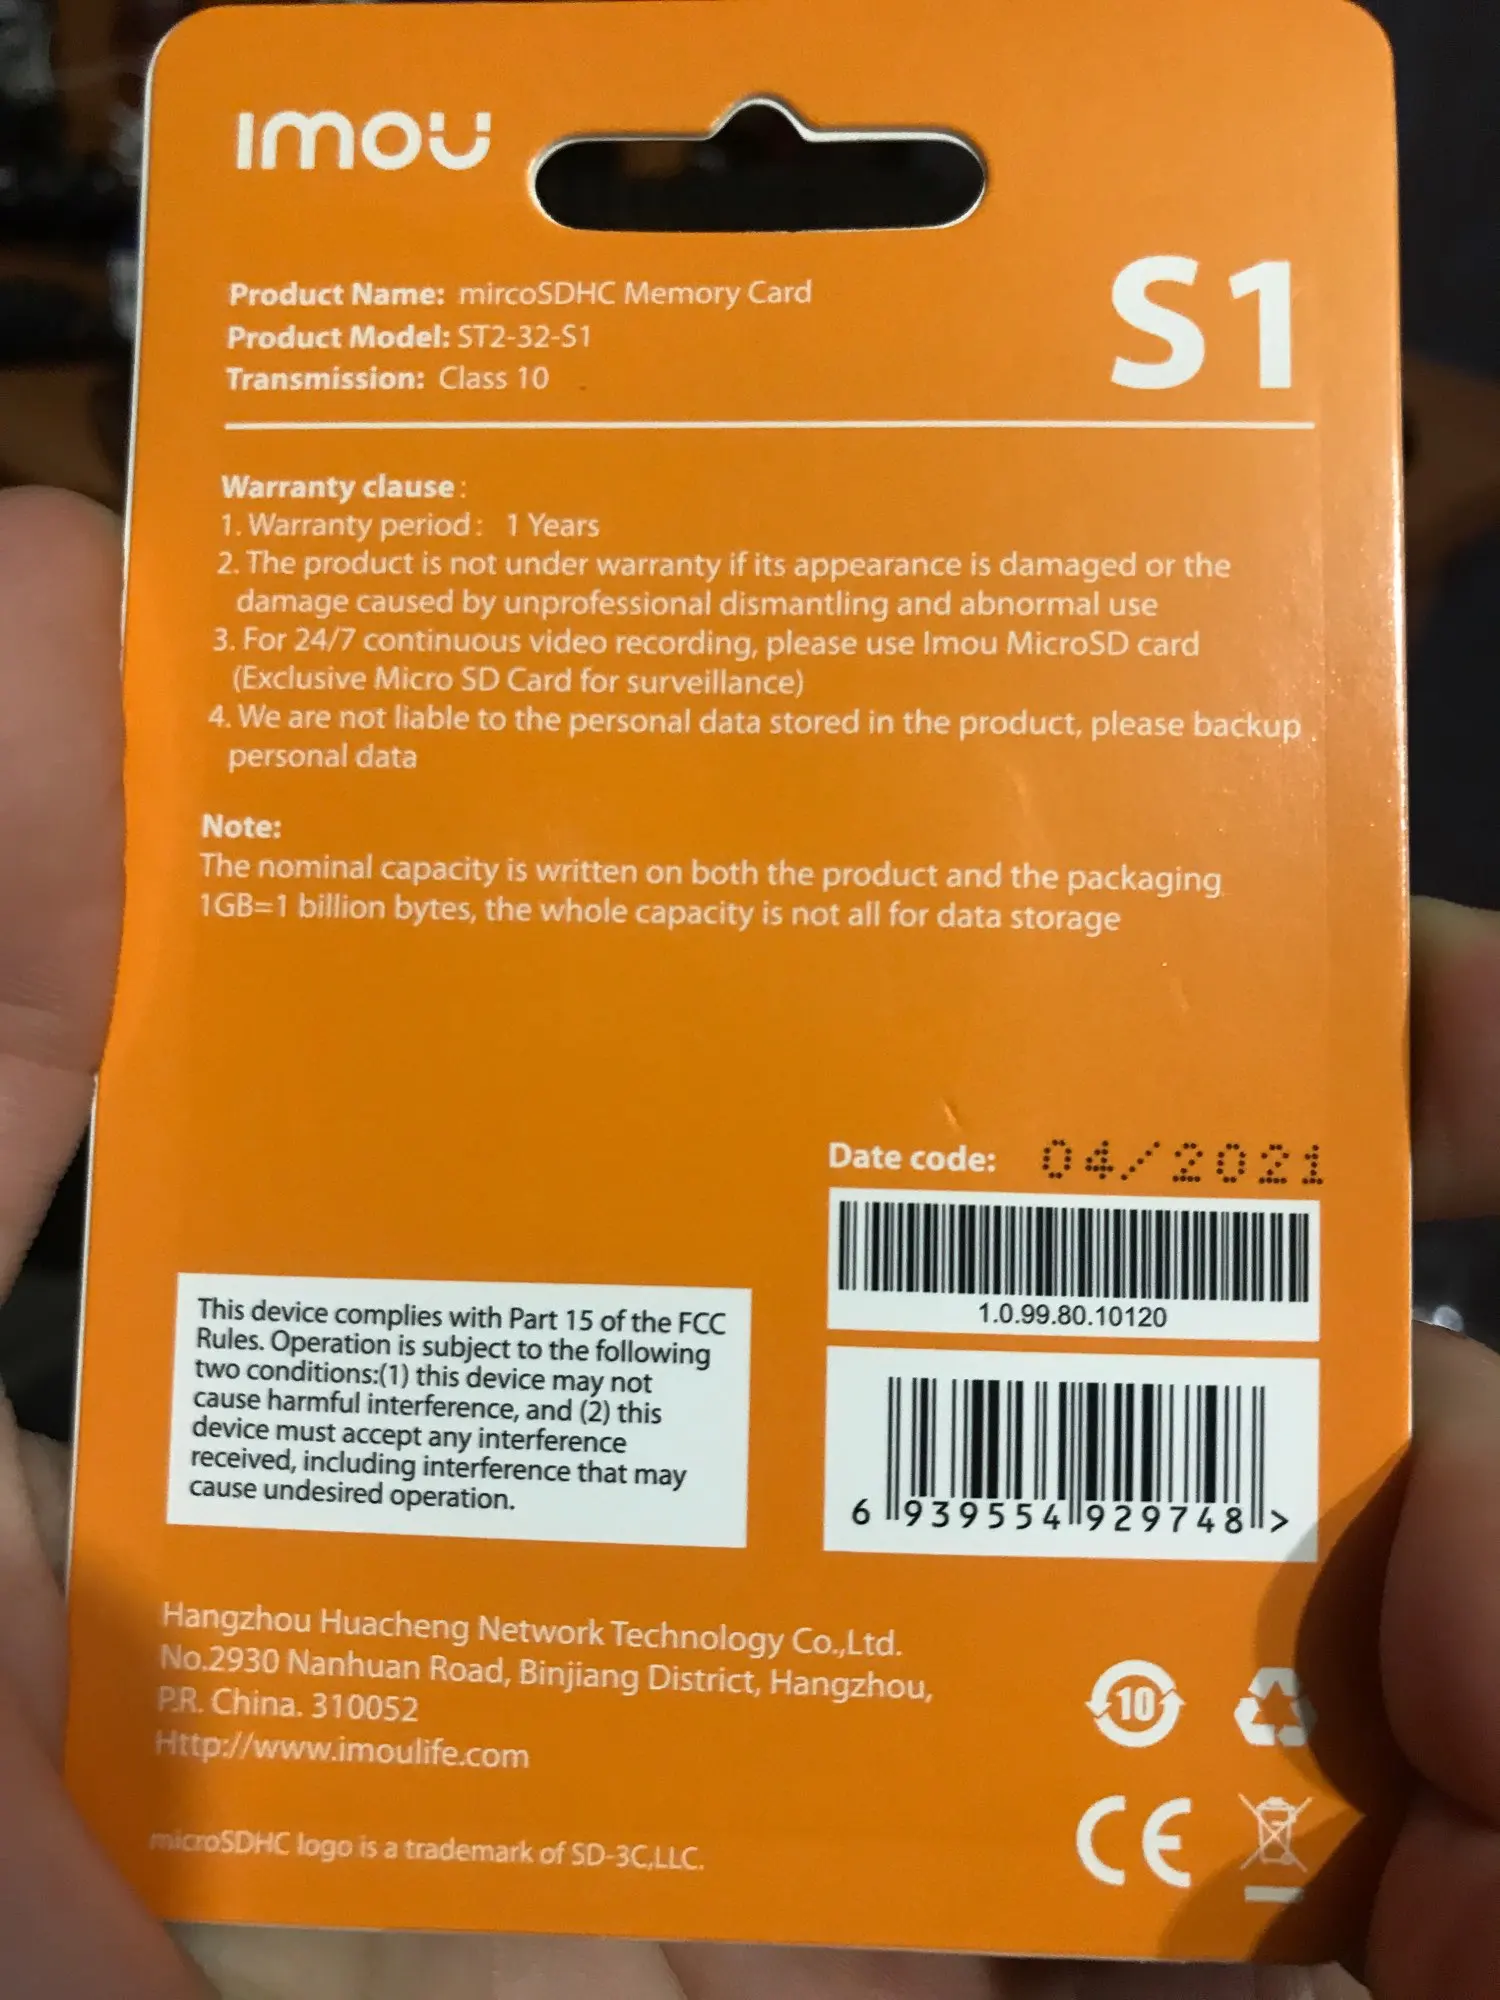 imou
S1
Product Name: mircoSDHC Memory Card
Product Model: ST2-32-S1
Transmission: Class 10
Warranty clause:
1. Warranty period: 1 Years
2. The product is not under warranty if its appearance is damaged or the
damage caused by unprofessional dismantling and abnormal use
3. For 24/7 continuous video recording, please use Imou MicroSD card
(Exclusive Micro SD Card for surveillance)
4. We are not liable to the personal data stored in the product, please backup
personal data
Note:
The nominal capacity is written on both the product and the packaging
1GB=1 billion bytes, the whole capacity is not all for data storage
Date code: 04/2021
1.0.99.80.10120
This device complies with Part 15 of the FCC
Rules. Operation is subject to the following
two conditions:(1) this device may not
cause harmful interference, and (2) this
device must accept any interference
received, including interference that may
cause undesired operation.
6 939554 929748 >
Hangzhou Huacheng Network Technology Co.,Ltd.
No.2930 Nanhuan Road, Binjiang District, Hangzhou,
P.R. China. 310052
Http://www.imoulife.com
10
CE
microSDHC logo is a trademark of SD-3C,LLC.